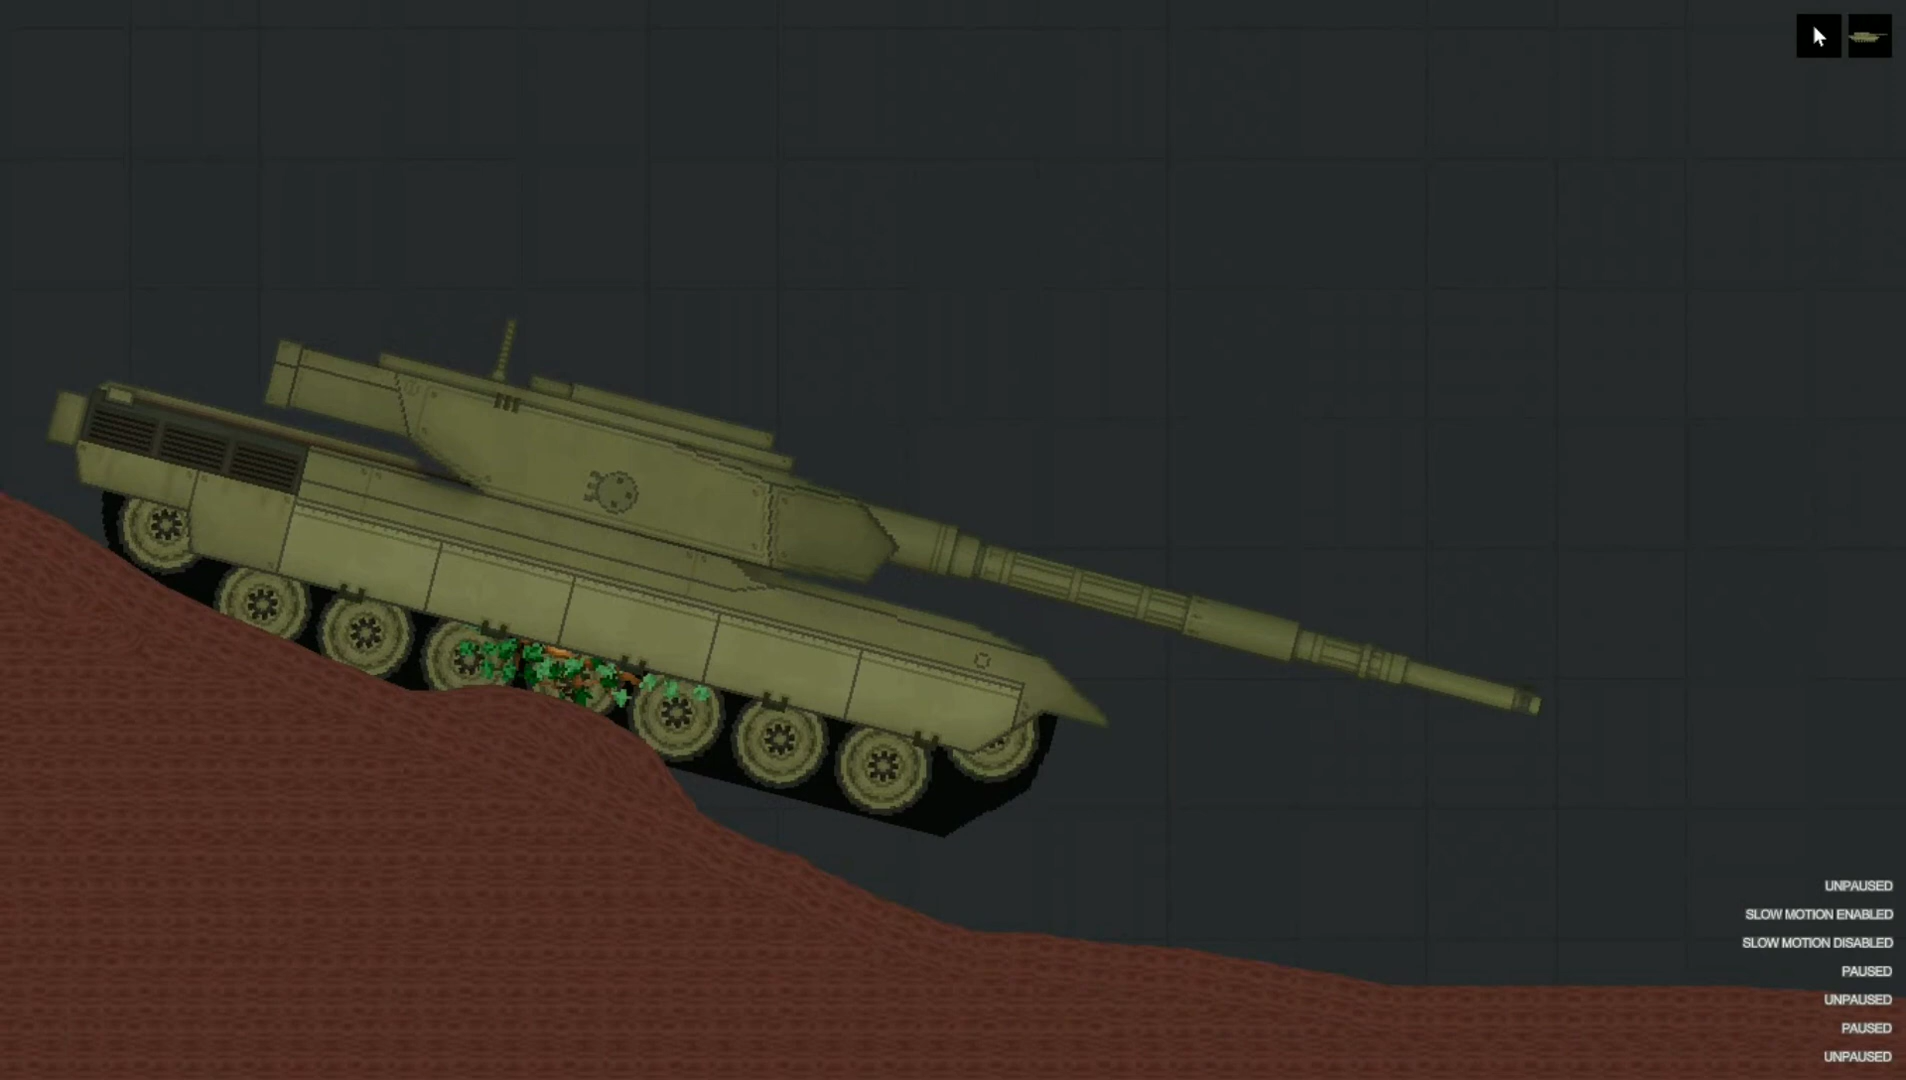 UNPAUSED
SLOW MOTION ENABLED
SLOW MOTION DISABLED
PAUSED
UNPAUSED
PAUSED
UNPAUSED